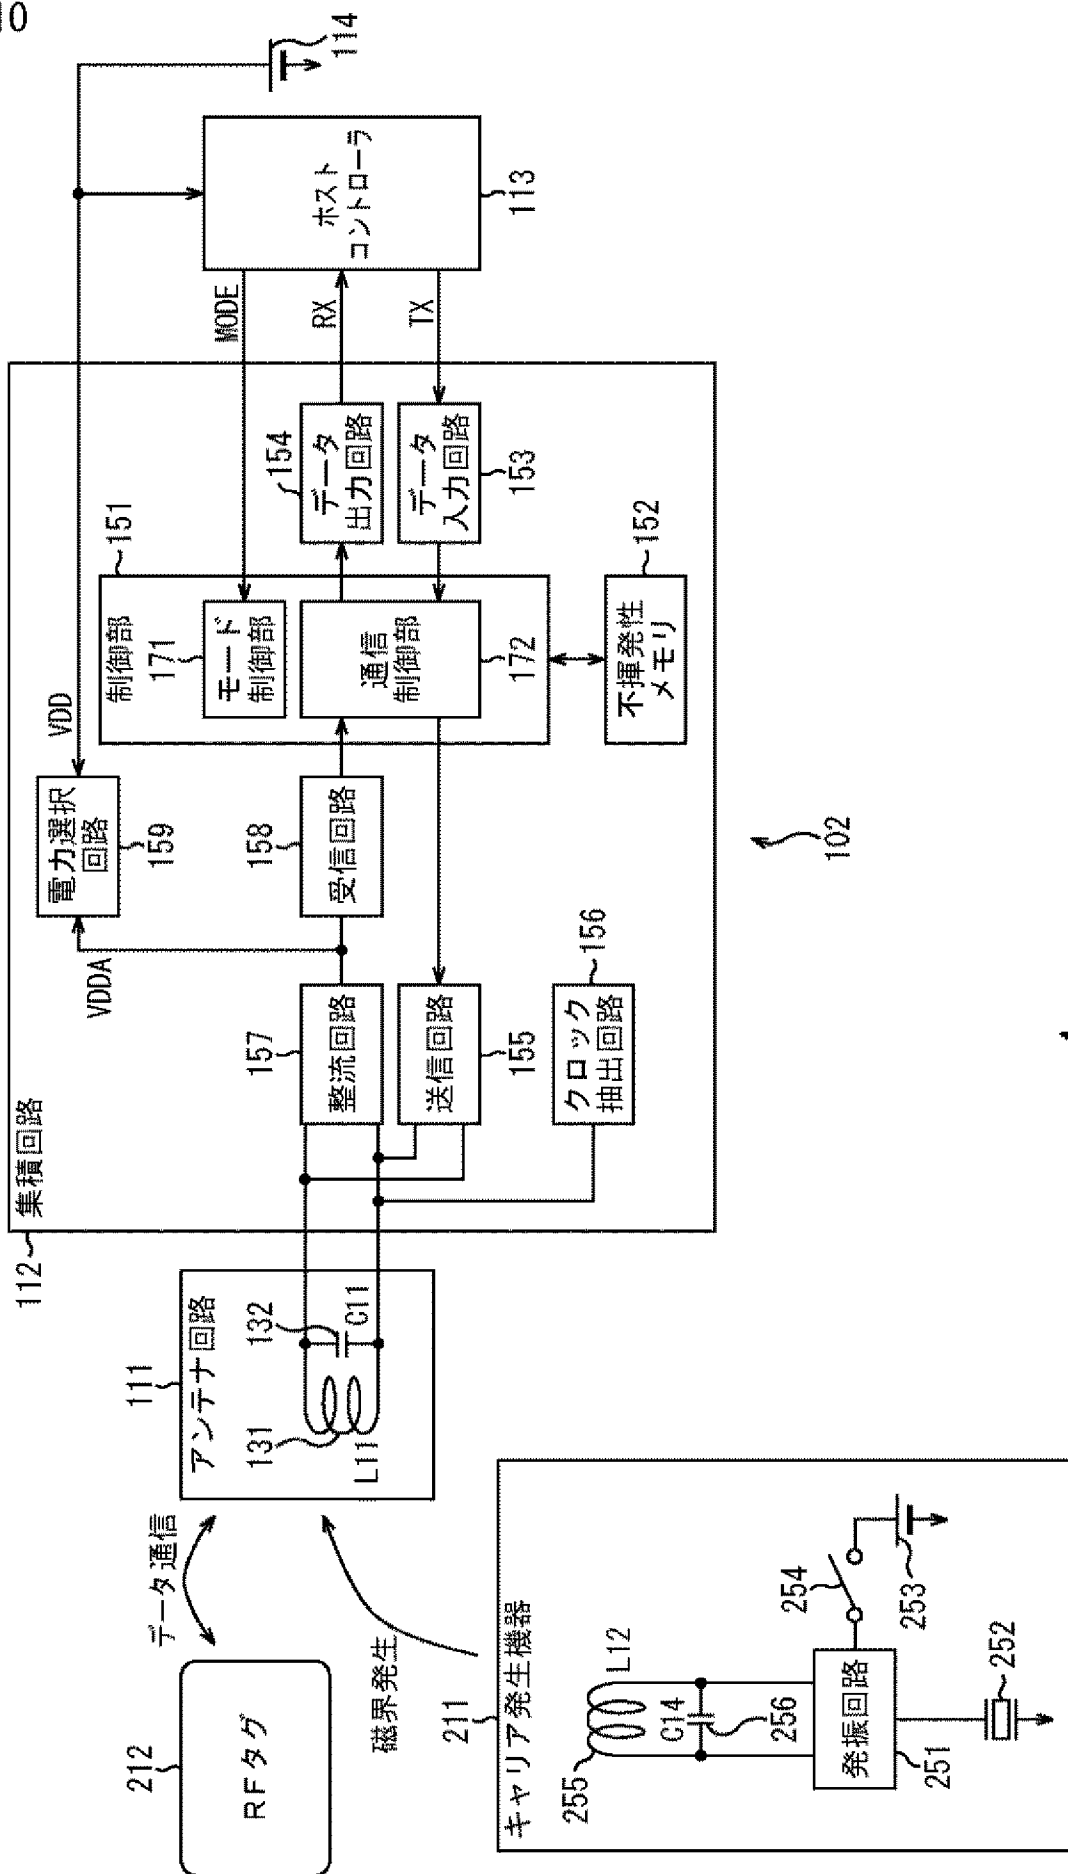 10
212
RFタグ
データ通信
磁界発生
111
アンテナ回路
131
132
L11
C11
112
集積回路
VDDA
VDD
電力選択
回路
159
157
整流回路
158
受信回路
送信回路
155
クロック
抽出回路
156
制御部
151
171
モード
制御部
通信
制御部
172
不揮発性
メモリ
152
154
データ
出力回路
データ
入力回路
153
MODE
RX
TX
ホスト
コントローラ
113
114
102
211
キャリア発生機器
255
L12
C14
256
発振回路
251
252
253
254